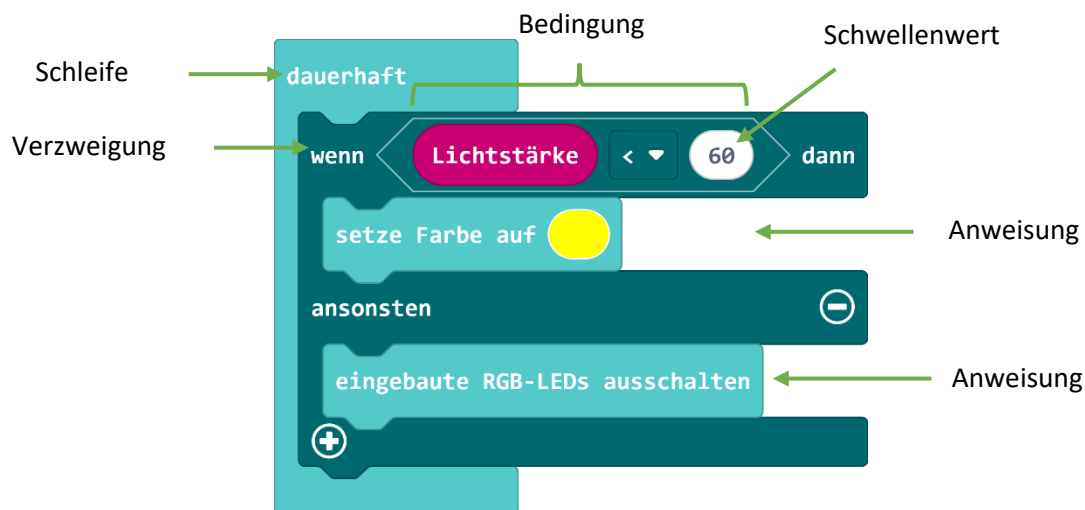 Bedingung
Schwellenwert
Schleife
dauerhaft
Verzweigung
wenn Lichtstärke < 60 dann
setze Farbe auf
Anweisung
ansonsten
eingebaute RGB-LEDs ausschalten
Anweisung